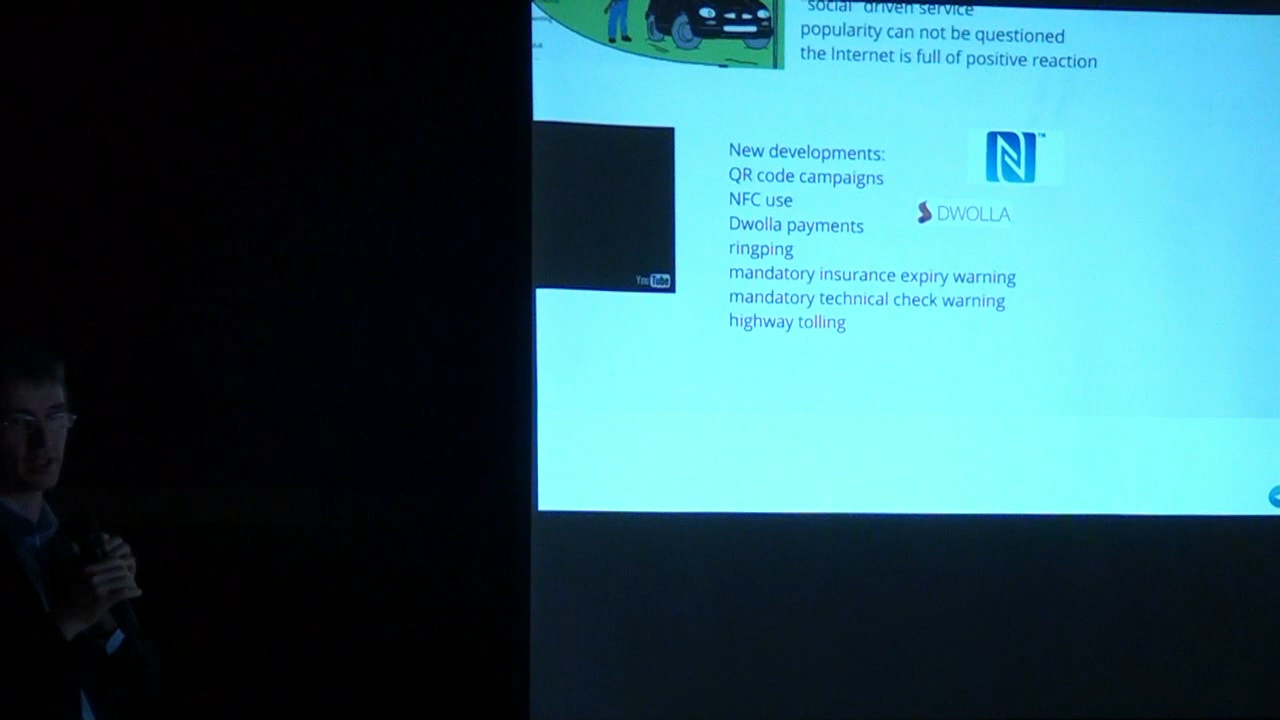 "social" driven service
popularity can not be questioned
the Internet is full of positive reaction
New developments:
QR code campaigns
NFC use
Dwolla payments
ringping
mandatory insurance expiry warning
mandatory technical check warning
highway tolling
N™
DWOLLA
YouTube